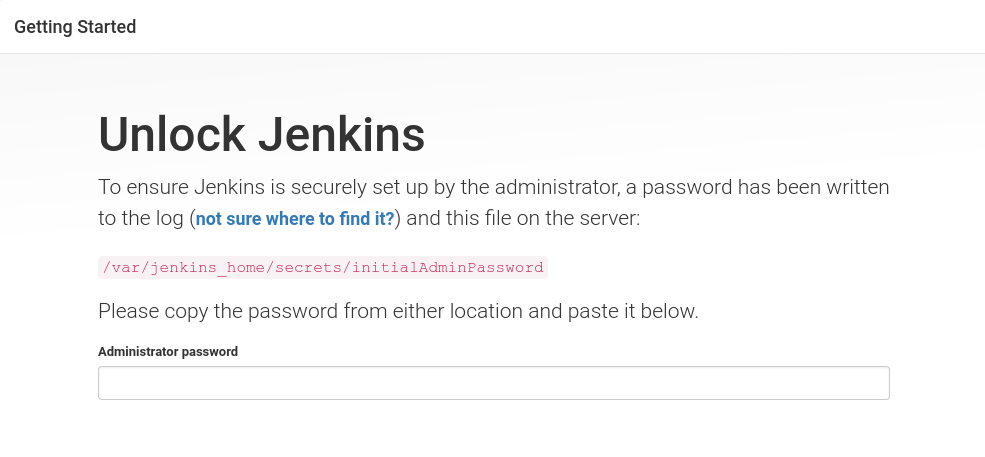 Getting Started
Unlock Jenkins
To ensure Jenkins is securely set up by the administrator, a password has been written
to the log (not sure where to find it?) and this file on the server:
/var/jenkins_home/secrets/initialAdminPassword
Please copy the password from either location and paste it below.
Administrator password